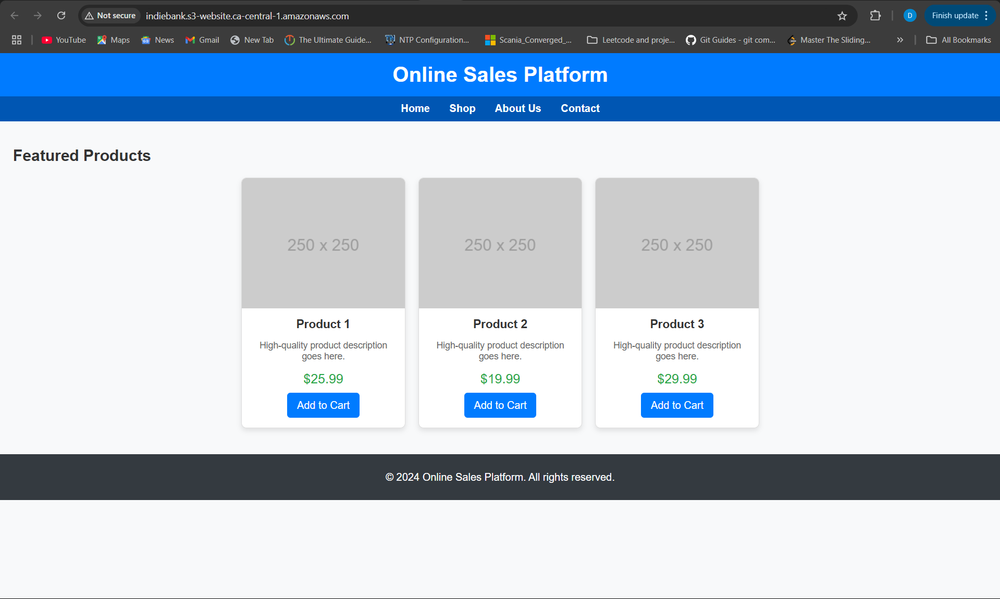 Not secure indiebank.s3-website.ca-central-1.amazonaws.com D Finish update
YouTube Maps News Gmail New Tab The Ultimate Guide... NTP Configuration... Scania_Converged_... Leetcode and proje... Git Guides - git com... Master The Sliding... » All Bookmarks
Online Sales Platform
Home Shop About Us Contact
Featured Products
250 x 250 250 x 250 250 x 250
Product 1 Product 2 Product 3
High-quality product description High-quality product description High-quality product description
goes here. goes here. goes here.
$25.99 $19.99 $29.99
Add to Cart Add to Cart Add to Cart
© 2024 Online Sales Platform. All rights reserved.